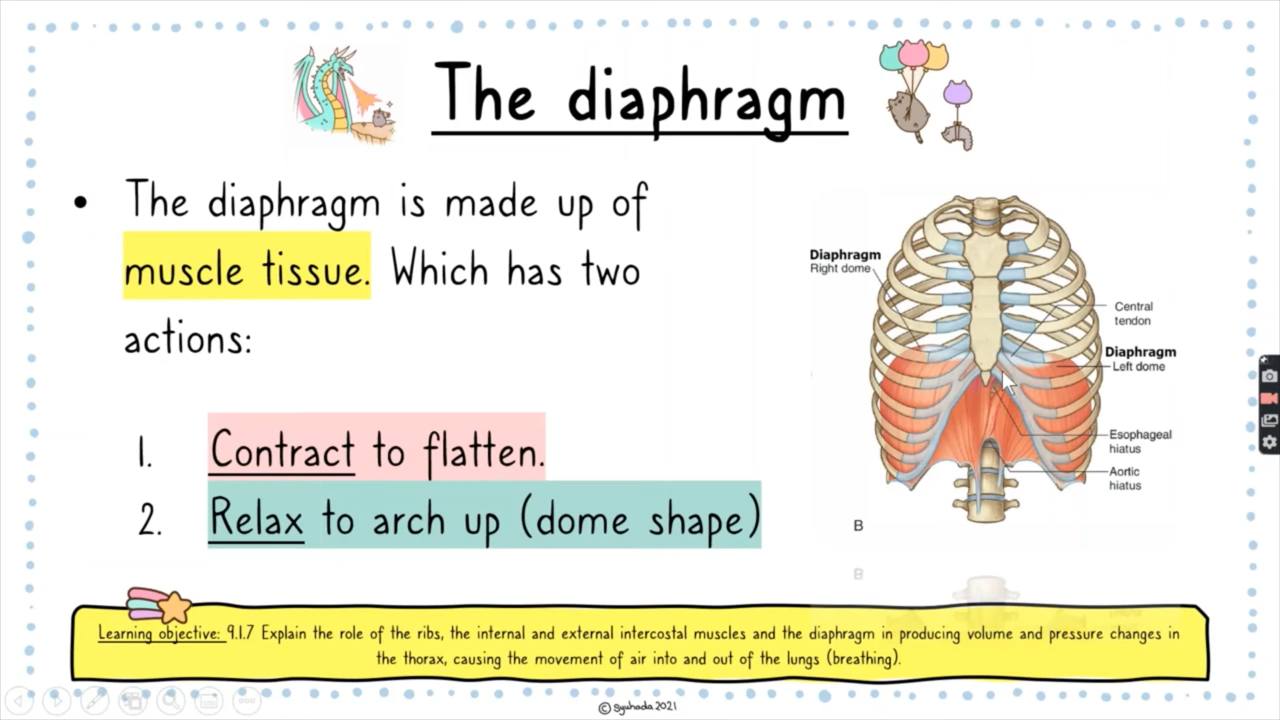 The diaphragm
• The diaphragm is made up of
muscle tissue. Which has two
actions:
1. Contract to flatten.
2. Relax to arch up (dome shape)
Diaphragm
Right dome
Central
tendon
Diaphragm
Left dome
Esophageal
hiatus
Aortic
hiatus
B
B
Learning objective: 9.1.7 Explain the role of the ribs, the internal and external intercostal muscles and the diaphragm in producing volume and pressure changes in
the thorax, causing the movement of air into and out of the lungs (breathing).
© Syuhada 2021